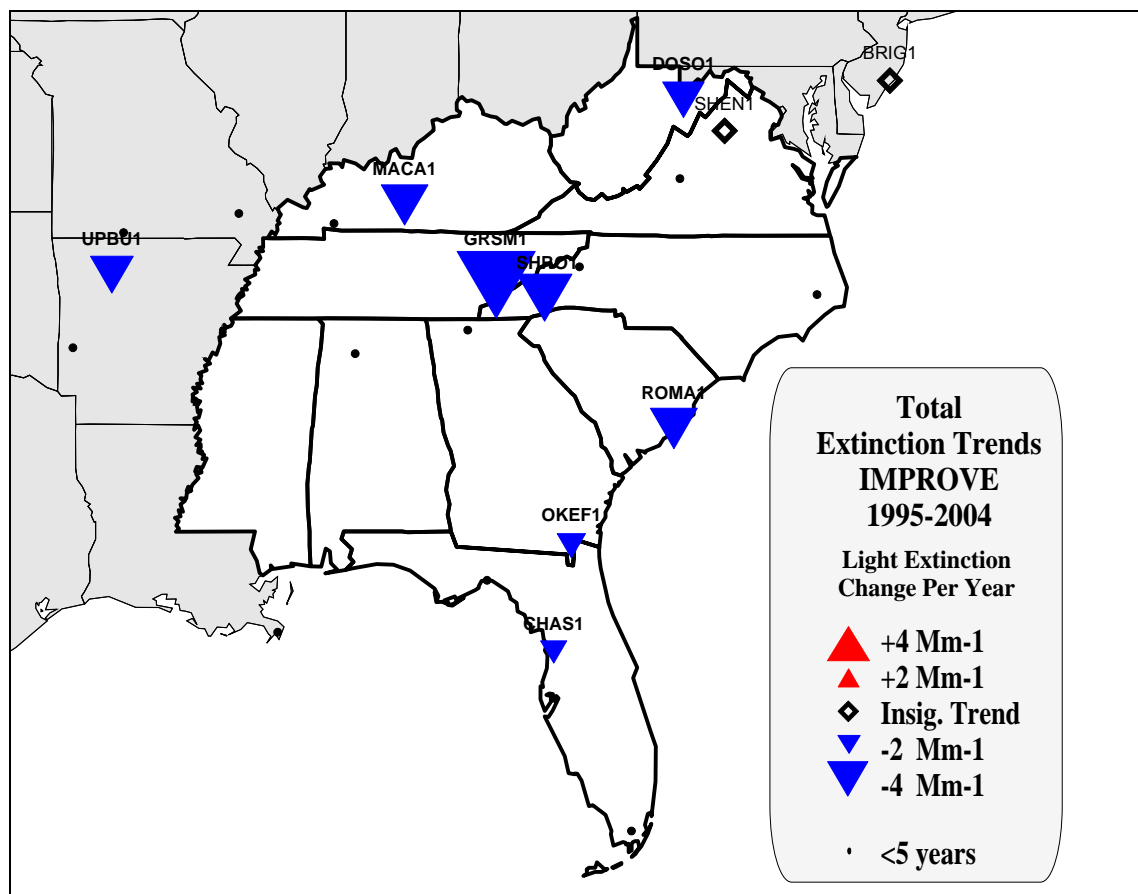 BRIG1
DOSO1
SHEN1
MACA1
UPBU1
GRSM1
SHRO1
ROMA1
OKEF1
CHAS1
Total
Extinction Trends
IMPROVE
1995-2004
Light Extinction
Change Per Year
+4 Mm-1
+2 Mm-1
Insig. Trend
-2 Mm-1
-4 Mm-1
<5 years